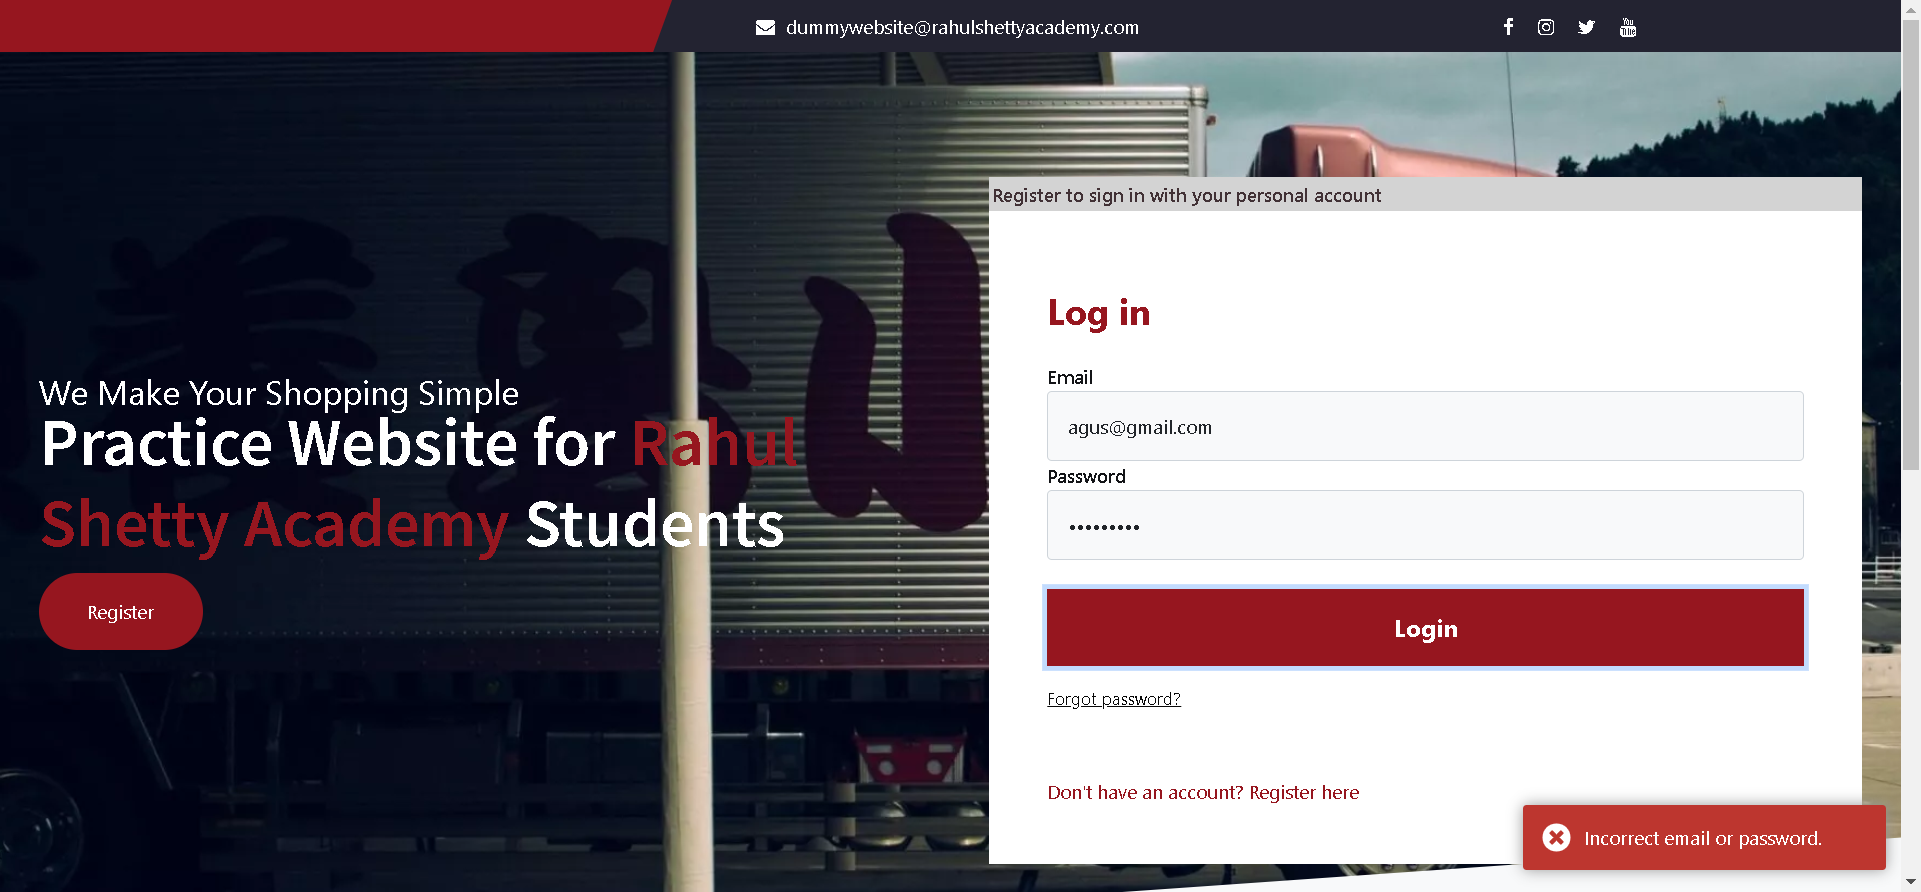 dummywebsite@rahulshettyacademy.com
We Make Your Shopping Simple
Practice Website for Rahul
Shetty Academy Students
Register
Register to sign in with your personal account
Log in
Email
agus@gmail.com
Password
•••••••••
Login
Forgot password?
Don't have an account? Register here
Incorrect email or password.